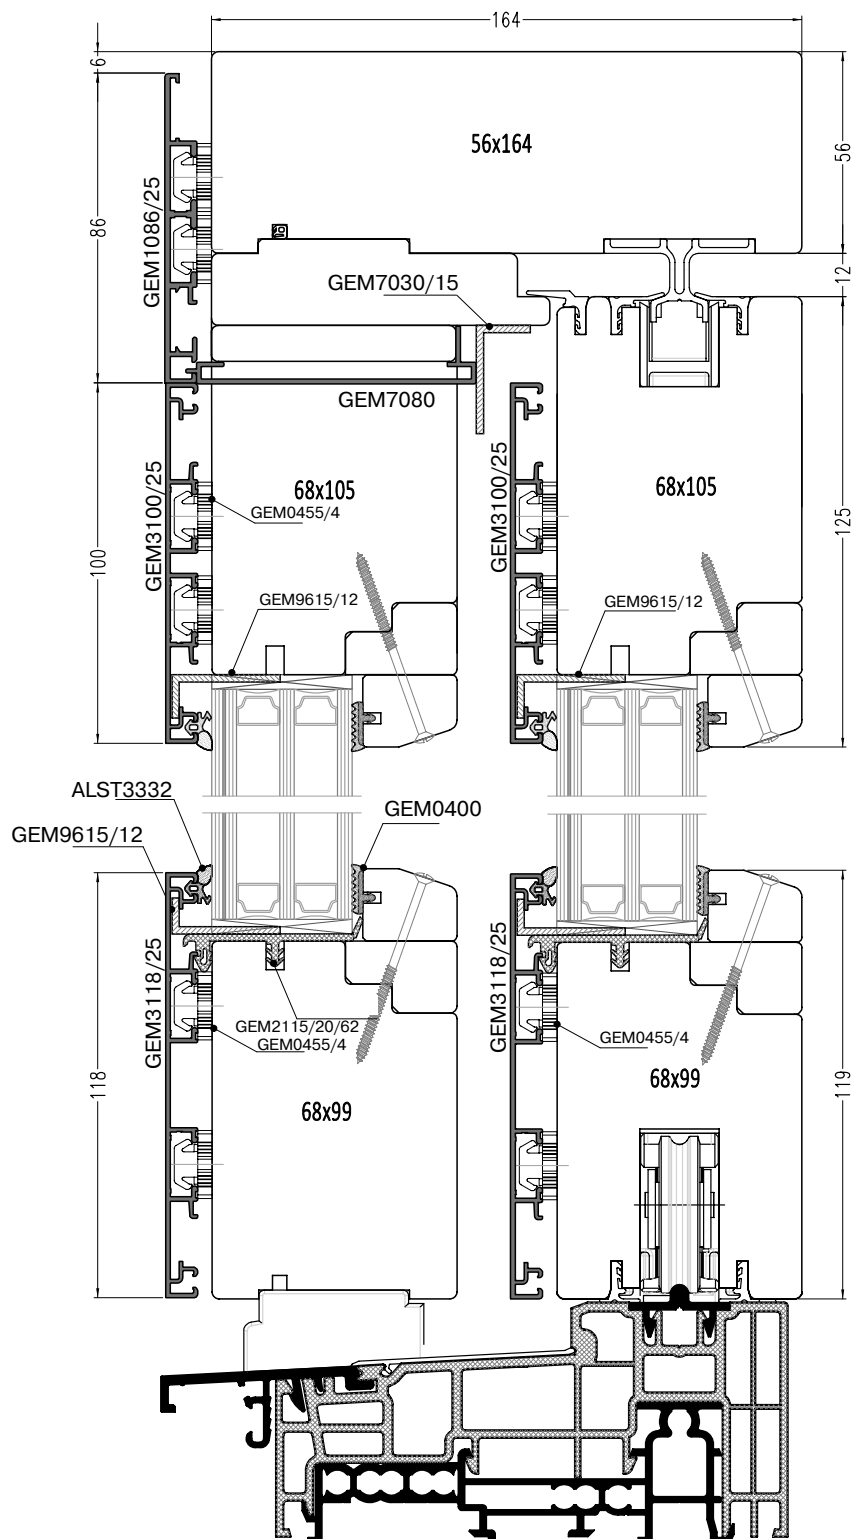 164
6
56x164
56
86
GEM1086/25
GEM7030/15
12
GEM7080
100
GEM3100/25
68x105
GEM0455/4
GEM3100/25
68x105
125
GEM9615/12
GEM9615/12
ALST3332
GEM0400
GEM9615/12
118
GEM3118/25
GEM2115/20/62
GEM0455/4
68x99
GEM3118/25
GEM0455/4
68x99
119